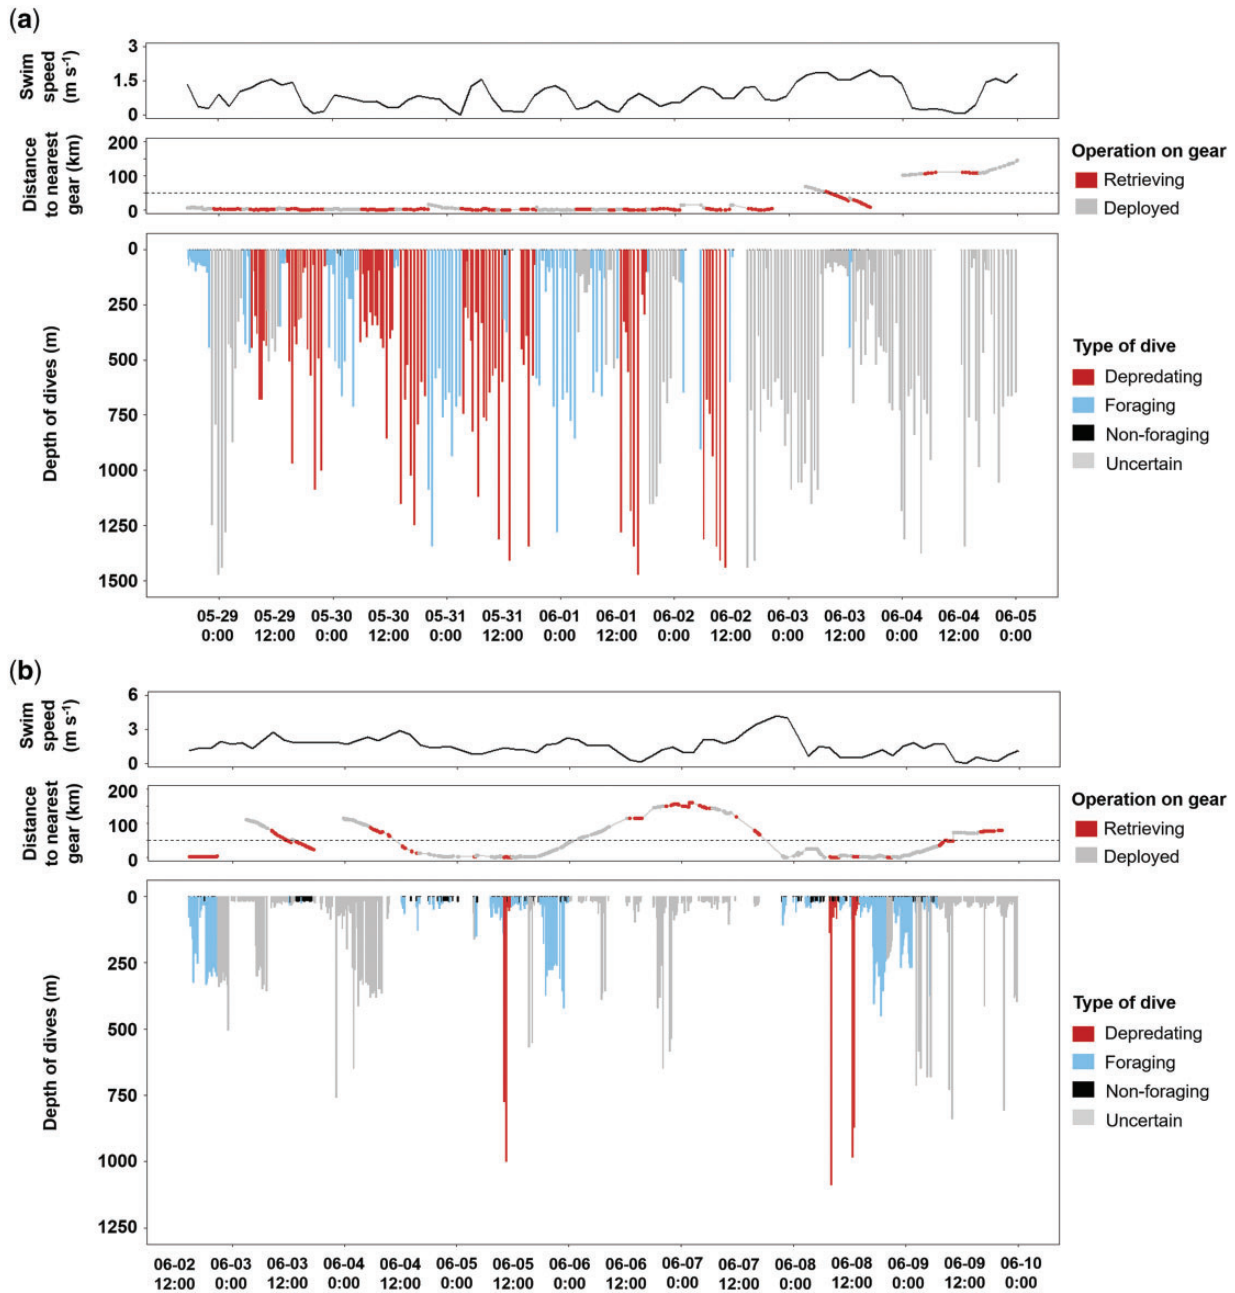 (a)
Swim
speed
(m s-1)
3
1.5
0
Distance
to nearest
gear (km)
200
100
0
Operation on gear
Retrieving
Deployed
Depth of dives (m)
0
250
500
750
1000
1250
1500
Type of dive
Depredating
Foraging
Non-foraging
Uncertain
05-29 05-29 05-30 05-30 05-31 05-31 06-01 06-01 06-02 06-02 06-03 06-03 06-04 06-04 06-05
0:00 12:00 0:00 12:00 0:00 12:00 0:00 12:00 0:00 12:00 0:00 12:00 0:00 12:00 0:00
(b)
Swim
speed
(m s-1)
6
3
0
Distance
to nearest
gear (km)
200
100
0
Operation on gear
Retrieving
Deployed
Depth of dives (m)
0
250
500
750
1000
1250
Type of dive
Depredating
Foraging
Non-foraging
Uncertain
06-02 06-03 06-03 06-04 06-04 06-05 06-05 06-06 06-06 06-07 06-07 06-08 06-08 06-09 06-09 06-10
12:00 0:00 12:00 0:00 12:00 0:00 12:00 0:00 12:00 0:00 12:00 0:00 12:00 0:00 12:00 0:00